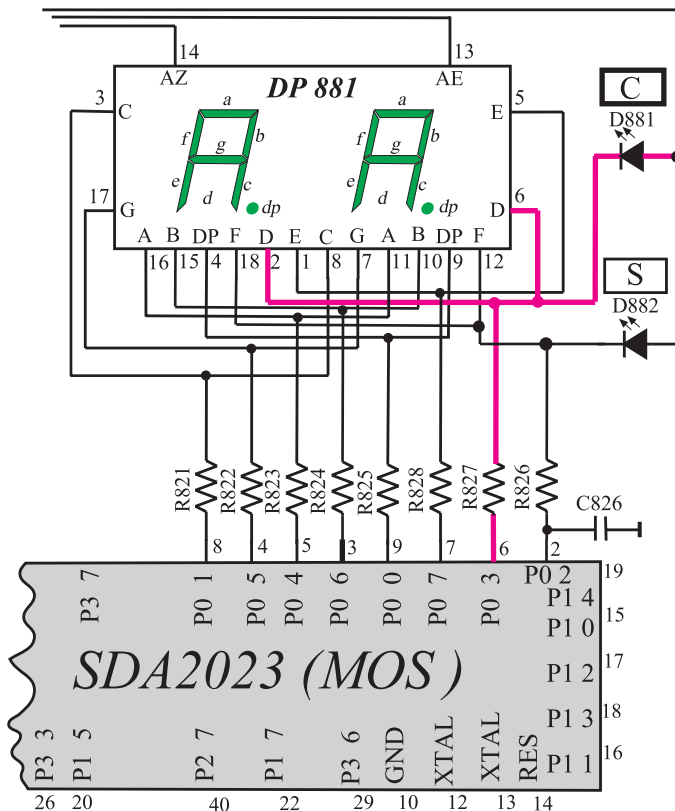 14 13
AZ DP 881 AE
3 C E 5
C
D881
a a
f b f b
g g
e c e c
d dp d dp
17 G D 6
A B DP F D E C G A B DP F
16 15 4 18 2 1 8 7 11 10 9 12
S
D882
R821 R822 R823 R824 R825 R828 R827 R826
C826
8 4 5 3 9 7 6 2
P3 7 P0 1 P0 5 P0 4 P0 6 P0 0 P0 7 P0 3 P0 2
19
P1 4
15
P1 0
SDA2023 (MOS )
17
P1 2
18
P1 3
16
P1 1
P3 3 P1 5 P2 7 P1 7 P3 6 GND XTAL XTAL RES
26 20 40 22 29 10 12 13 14